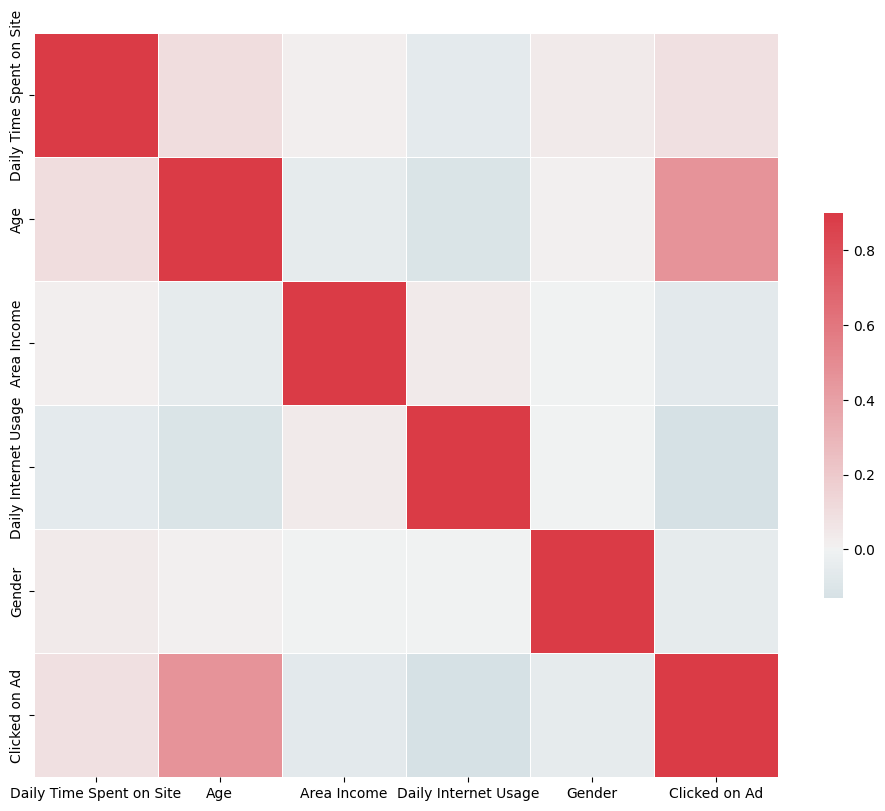 Daily Time Spent on Site
Age
Area Income
Daily Internet Usage
Gender
Clicked on Ad
0.8
0.6
0.4
0.2
0.0
Daily Time Spent on Site
Age
Area Income
Daily Internet Usage
Gender
Clicked on Ad